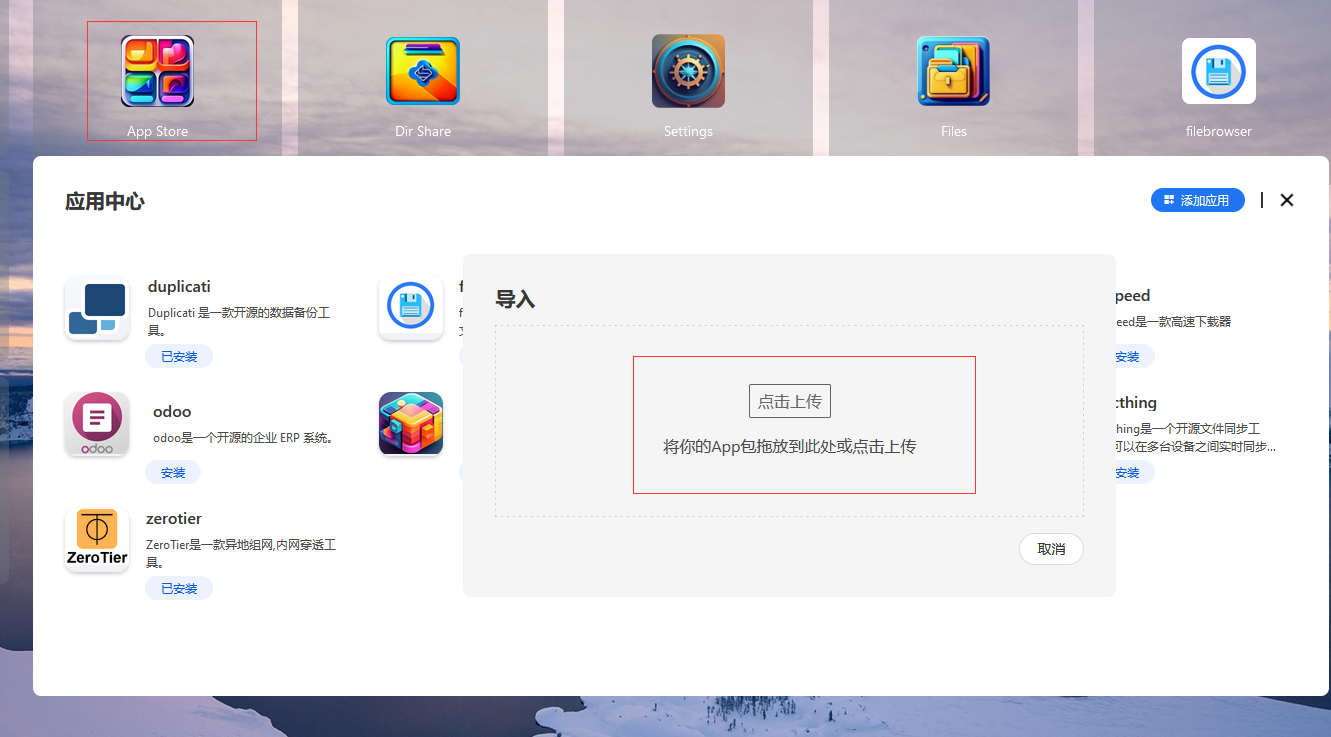 App Store
Dir Share
Settings
Files
filebrowser
应用中心
添加应用
duplicati
Duplicati 是一款开源的数据备份工
具。
已安装
odoo
odoo
odoo是一个开源的企业 ERP 系统。
安装
ZeroTier
zerotier
ZeroTier是一款异地组网,内网穿透工
具。
已安装
导入
点击上传
将你的App包拖放到此处或点击上传
取消
peed
eed是一款高速下载器
安装
cthing
hing是一个开源文件同步工
可以在多台设备之间实时同步...
安装